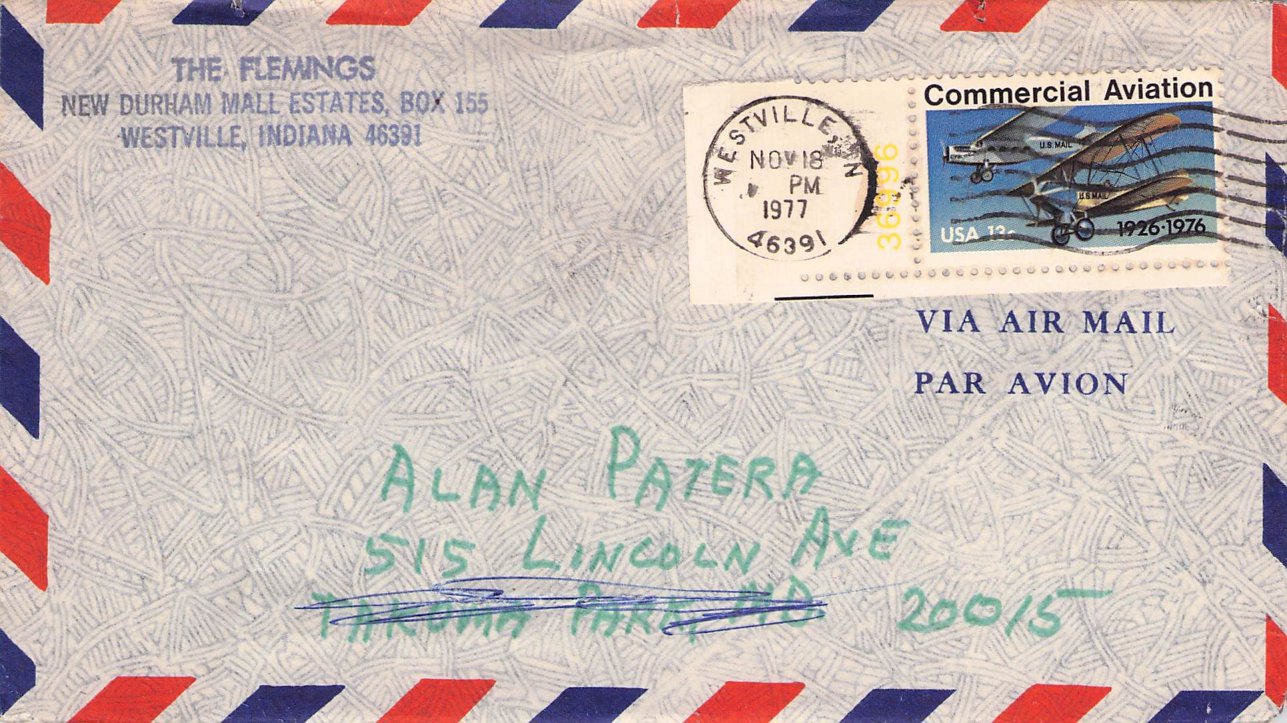 THE FLEMINGS
NEW DURHAM MALL ESTATES, BOX 155
WESTVILLE, INDIANA 46391
WESTVILLE, IN
NOV 18
PM
1977
46391
36996
Commercial Aviation
U.S. MAIL
U.S. MAIL
USA 13c
1926-1976
VIA AIR MAIL
PAR AVION
ALAN PATERA
515 LINCOLN AVE
TAKOMA PARK, MD. 20015